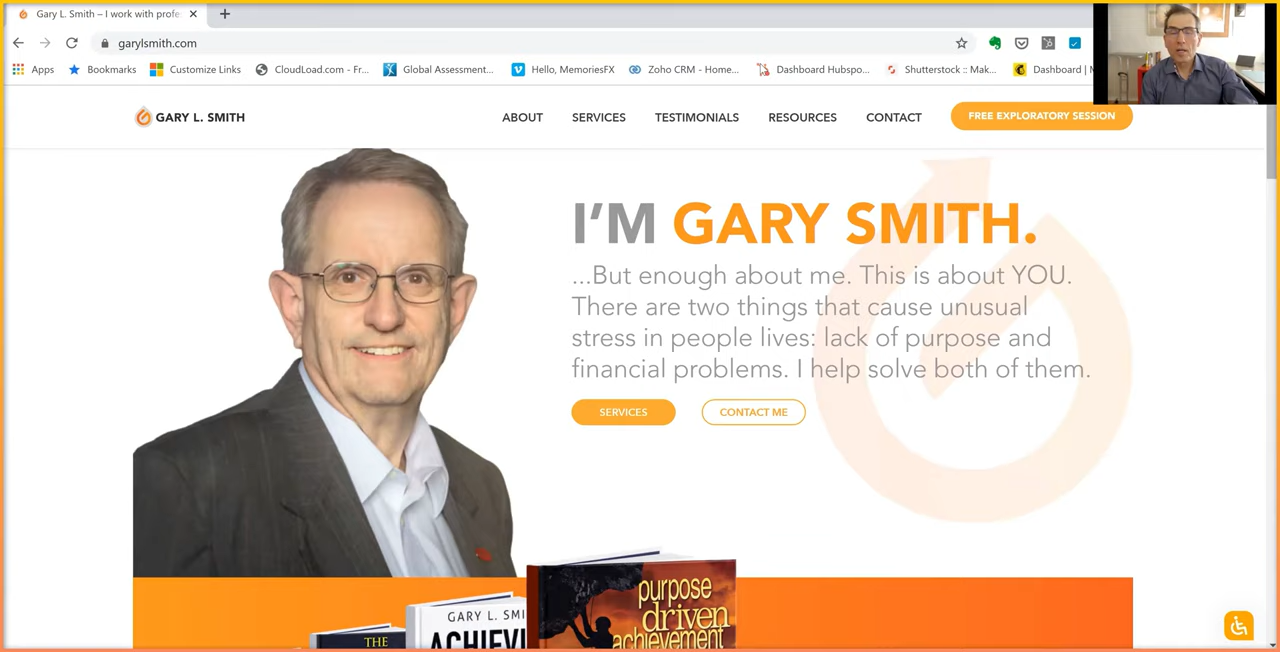 Gary L. Smith – I work with profe
garylsmith.com
Apps
Bookmarks
Customize Links
CloudLoad.com - Fr...
Global Assessment...
Hello, MemoriesFX
Zoho CRM - Home...
Dashboard Hubspo...
Shutterstock :: Mak...
Dashboard | M
GARY L. SMITH
ABOUT
SERVICES
TESTIMONIALS
RESOURCES
CONTACT
FREE EXPLORATORY SESSION
I'M GARY SMITH.
...But enough about me. This is about YOU.
There are two things that cause unusual
stress in people lives: lack of purpose and
financial problems. I help solve both of them.
SERVICES
CONTACT ME
THE
GARY L. SMI
ACHIEVI
purpose
driven
achievement